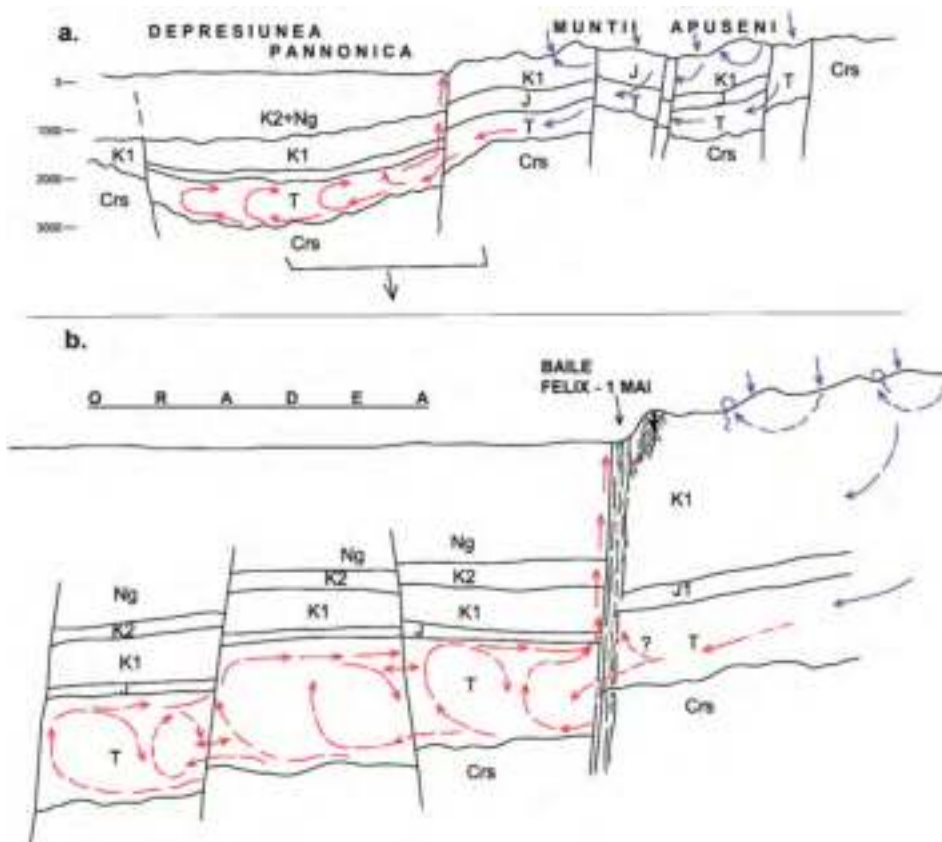 a.
DEPRESIUNEA
PANNONICA
MUNTII APUSENI
0
1000
2000
3000
K1
J
T
Crs
K2+Ng
K1
J
T
Crs
K1
T
Crs
T
Crs
K1
Crs
T
Crs
b.
O R A D E A
BAILE
FELIX - 1 MAI
K1
J1
T
?
Crs
Ng
K2
K1
J
T
Crs
Ng
K2
K1
Ng
K2
K1
J
T